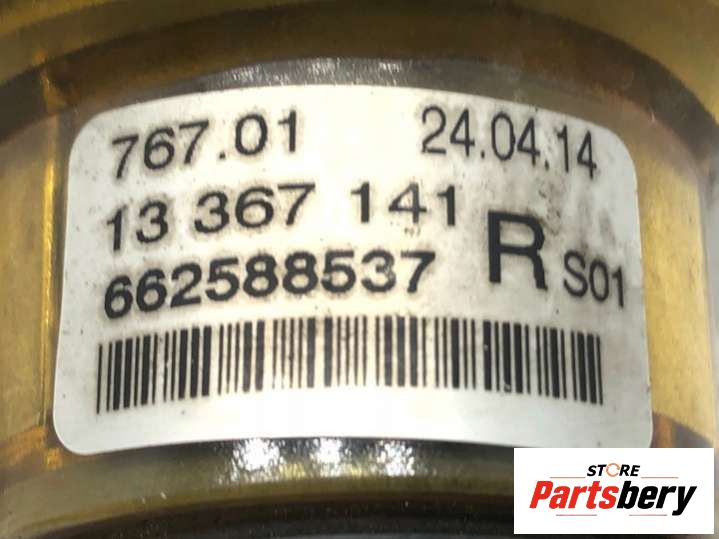 767.01 24.04.14
13 367 141
662588537 R S01
STORE
Partsbery